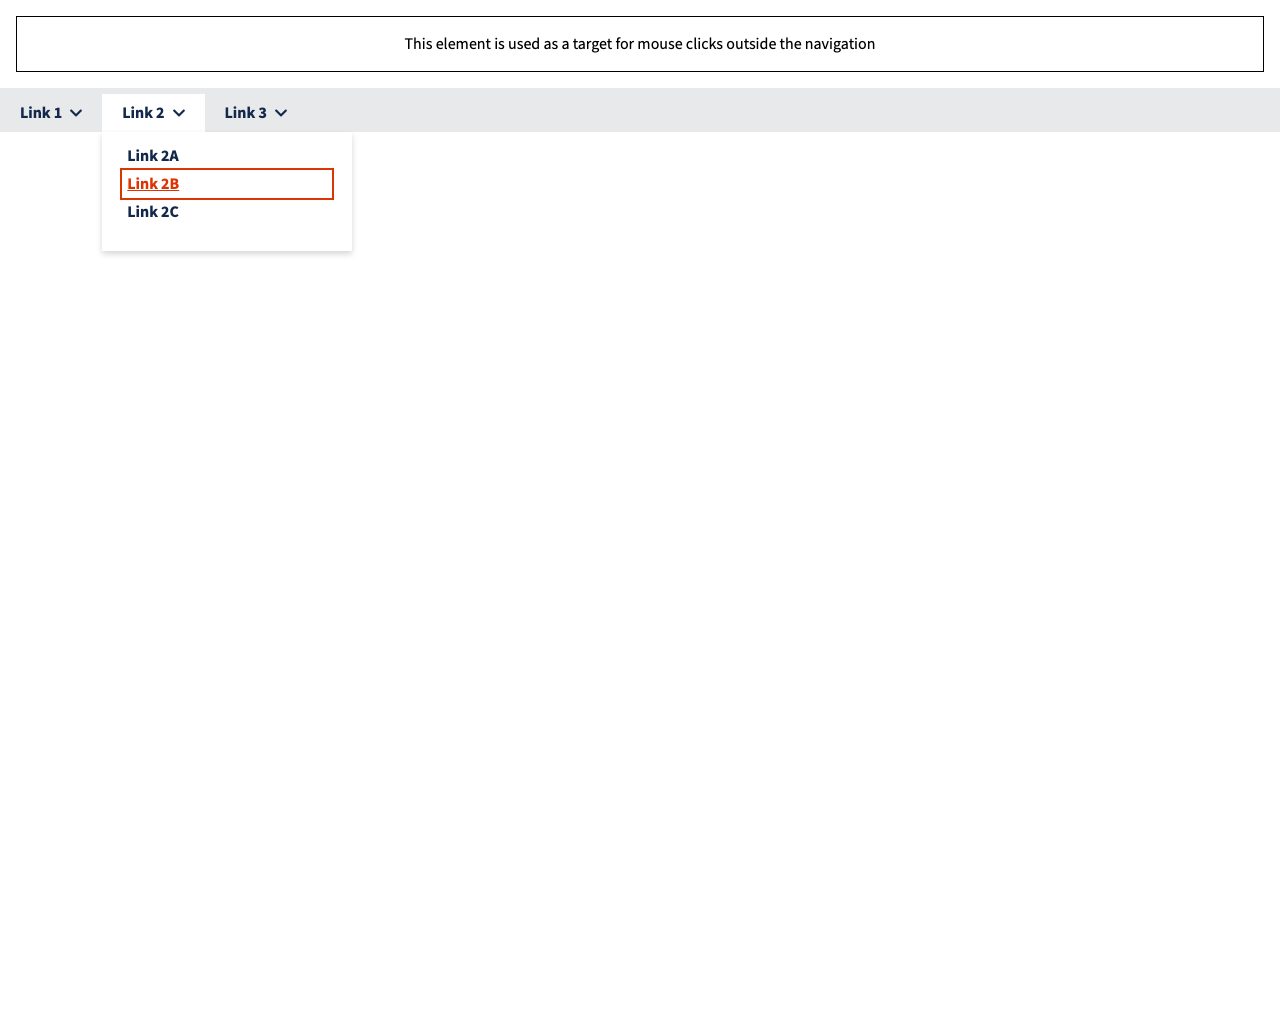 This element is used as a target for mouse clicks outside the navigation
Link 1 Link 2 Link 3
Link 2A
Link 2B
Link 2C